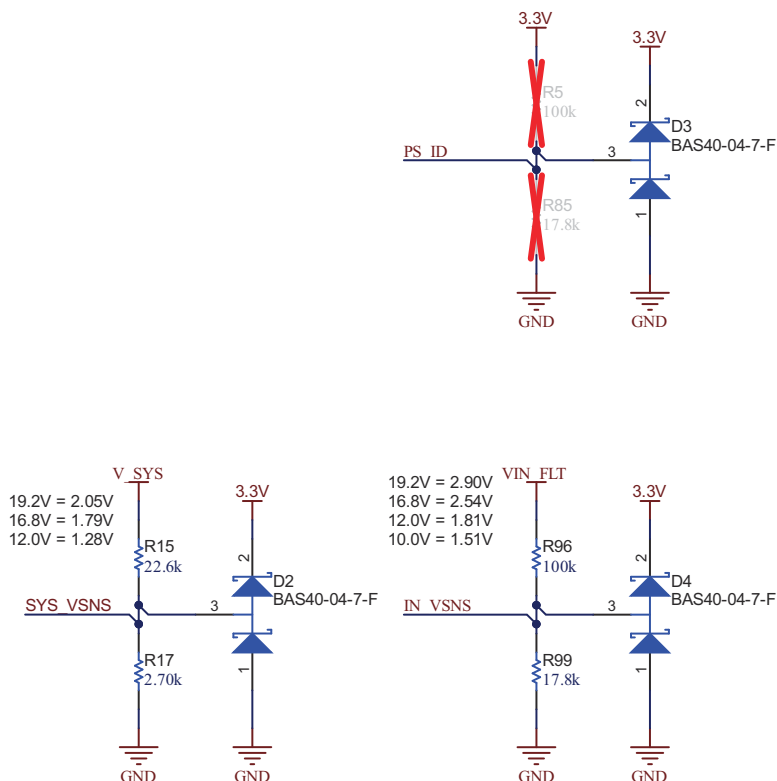 3.3V
3.3V
R5
100k
2
D3
BAS40-04-7-F
PS_ID
3
R85
17.8k
1
GND
GND
V_SYS
19.2V = 2.05V
16.8V = 1.79V
12.0V = 1.28V
3.3V
R15
22.6k
2
D2
BAS40-04-7-F
SYS_VSNS
3
R17
2.70k
1
GND
GND
VIN_FLT
19.2V = 2.90V
16.8V = 2.54V
12.0V = 1.81V
10.0V = 1.51V
3.3V
R96
100k
2
D4
BAS40-04-7-F
IN_VSNS
3
R99
17.8k
1
GND
GND